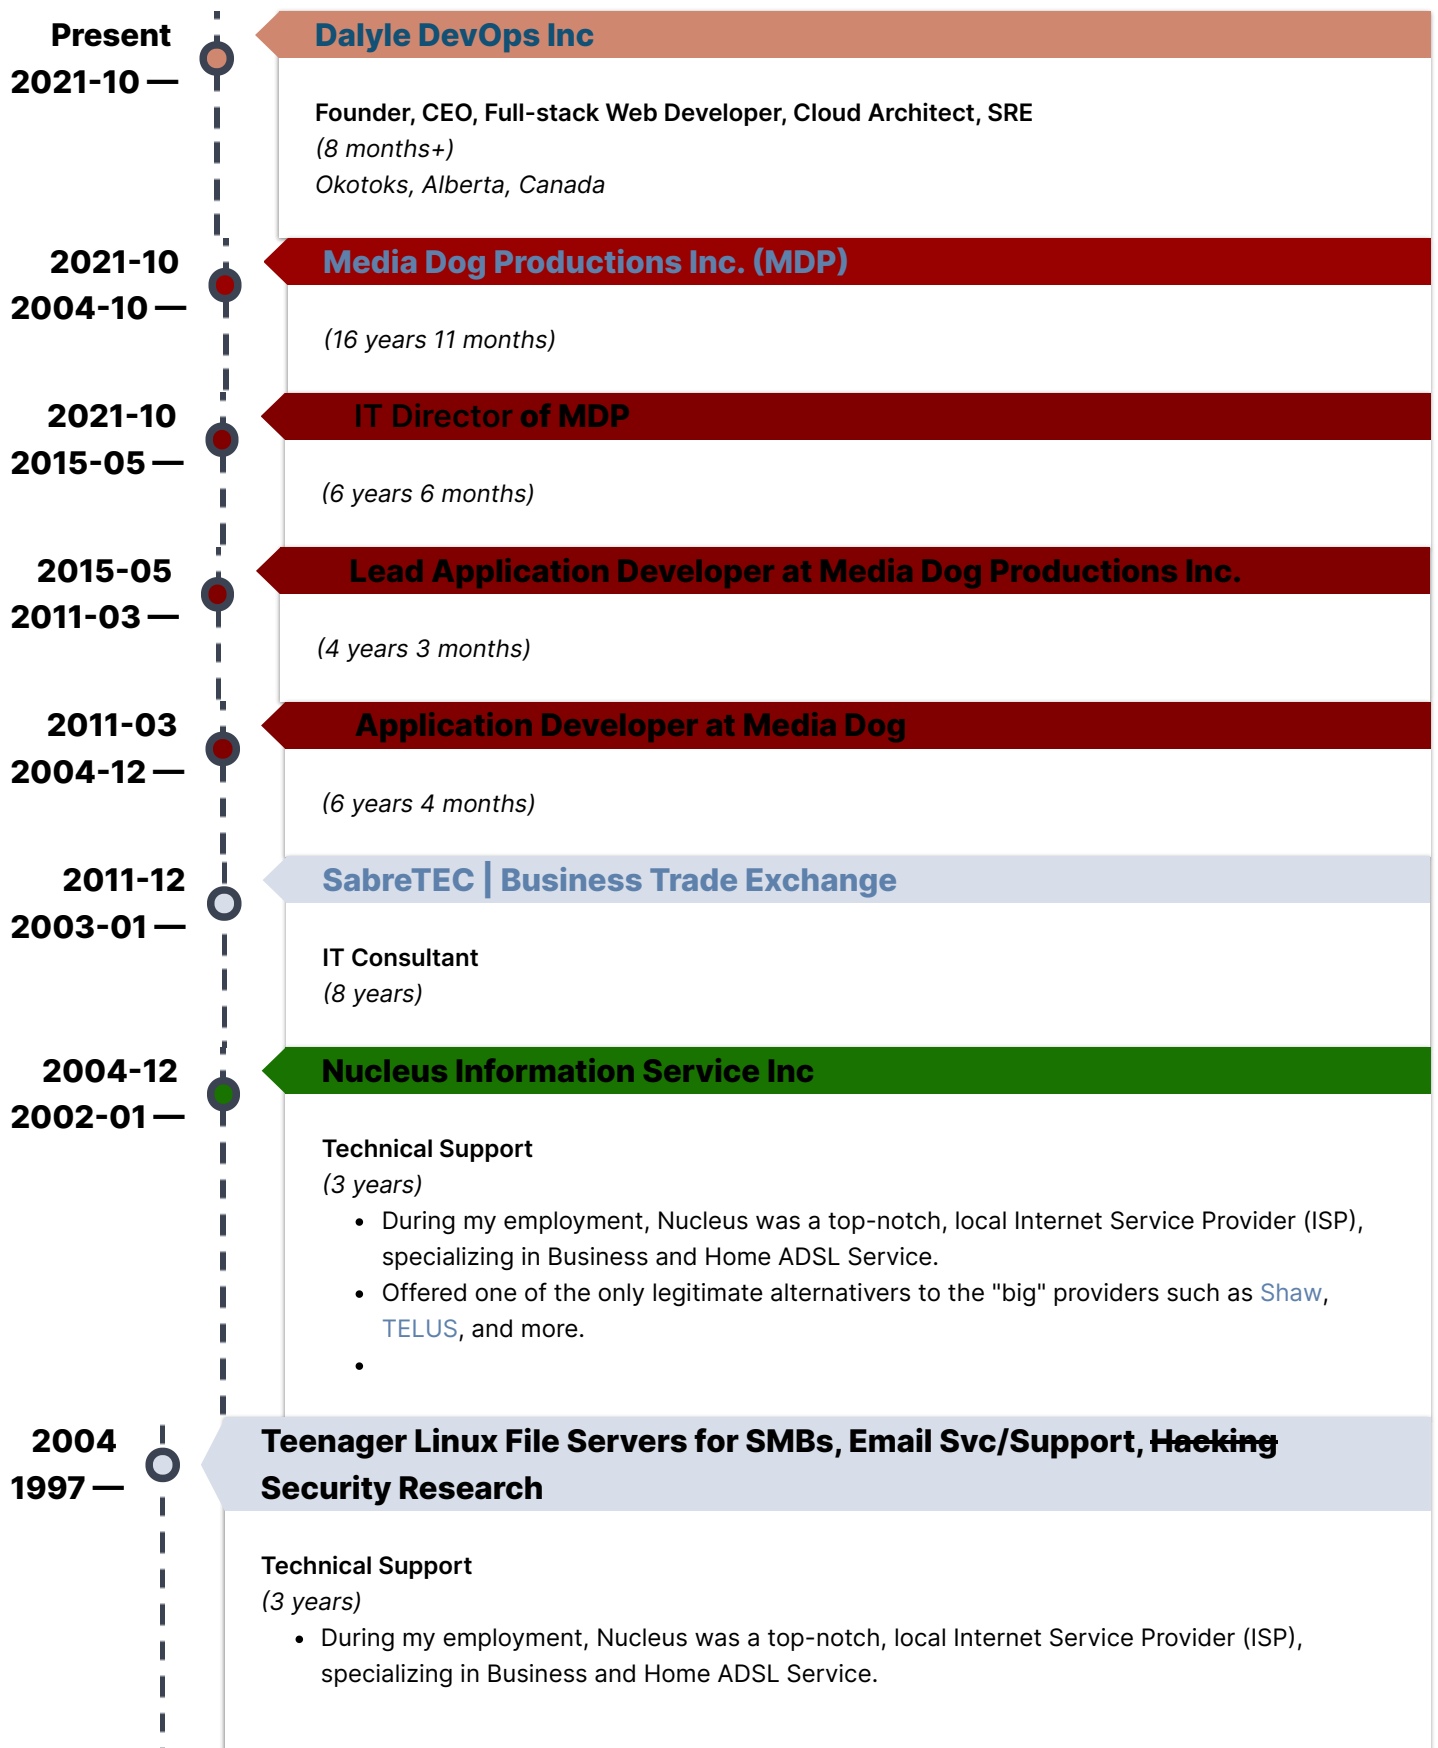 Present
2021-10 —
Dalyle DevOps Inc
Founder, CEO, Full-stack Web Developer, Cloud Architect, SRE
(8 months+)
Okotoks, Alberta, Canada
2021-10
2004-10 —
Media Dog Productions Inc. (MDP)
(16 years 11 months)
2021-10
2015-05 —
IT Director of MDP
(6 years 6 months)
2015-05
2011-03 —
Lead Application Developer at Media Dog Productions Inc.
(4 years 3 months)
2011-03
2004-12 —
Application Developer at Media Dog
(6 years 4 months)
2011-12
2003-01 —
SabreTEC | Business Trade Exchange
IT Consultant
(8 years)
2004-12
2002-01 —
Nucleus Information Service Inc
Technical Support
(3 years)
• During my employment, Nucleus was a top-notch, local Internet Service Provider (ISP),
specializing in Business and Home ADSL Service.
• Offered one of the only legitimate alternativers to the "big" providers such as Shaw,
TELUS, and more.
•
2004
1997 —
Teenager Linux File Servers for SMBs, Email Svc/Support, Hacking
Security Research
Technical Support
(3 years)
• During my employment, Nucleus was a top-notch, local Internet Service Provider (ISP),
specializing in Business and Home ADSL Service.